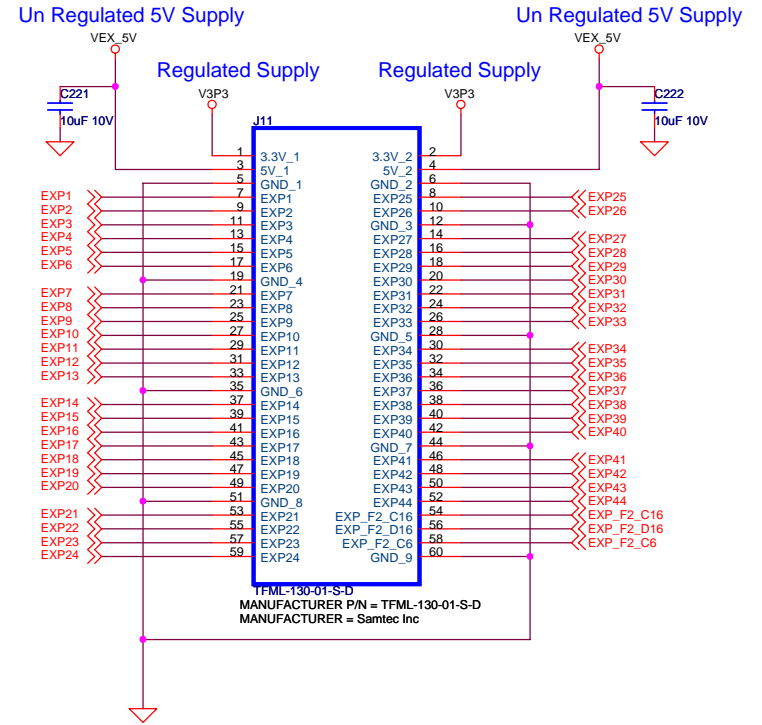 Un Regulated 5V Supply
Un Regulated 5V Supply
VEX_5V
VEX_5V
Regulated Supply
Regulated Supply
C221
10uF 10V
V3P3
V3P3
C222
10uF 10V
J11
1 3.3V_1 3.3V_2 2
3 5V_1 5V_2 4
5 GND_1 GND_2 6
EXP1 7 EXP1 EXP25 8 EXP25
EXP2 9 EXP2 EXP26 10 EXP26
EXP3 11 EXP3 GND_3 12
EXP4 13 EXP4 EXP27 14 EXP27
EXP5 15 EXP5 EXP28 16 EXP28
EXP6 17 EXP6 EXP29 18 EXP29
19 GND_4 EXP30 20 EXP30
EXP7 21 EXP7 EXP31 22 EXP31
EXP8 23 EXP8 EXP32 24 EXP32
EXP9 25 EXP9 EXP33 26 EXP33
EXP10 27 EXP10 GND_5 28
EXP11 29 EXP11 EXP34 30 EXP34
EXP12 31 EXP12 EXP35 32 EXP35
EXP13 33 EXP13 EXP36 34 EXP36
35 GND_6 EXP37 36 EXP37
EXP14 37 EXP14 EXP38 38 EXP38
EXP15 39 EXP15 EXP39 40 EXP39
EXP16 41 EXP16 EXP40 42 EXP40
EXP17 43 EXP17 GND_7 44
EXP18 45 EXP18 EXP41 46 EXP41
EXP19 47 EXP19 EXP42 48 EXP42
EXP20 49 EXP20 EXP43 50 EXP43
51 GND_8 EXP44 52 EXP44
EXP21 53 EXP21 EXP_F2_C16 54 EXP_F2_C16
EXP22 55 EXP22 EXP_F2_D16 56 EXP_F2_D16
EXP23 57 EXP23 EXP_F2_C6 58 EXP_F2_C6
EXP24 59 EXP24 GND_9 60
TFML-130-01-S-D
MANUFACTURER P/N = TFML-130-01-S-D
MANUFACTURER = Samtec Inc